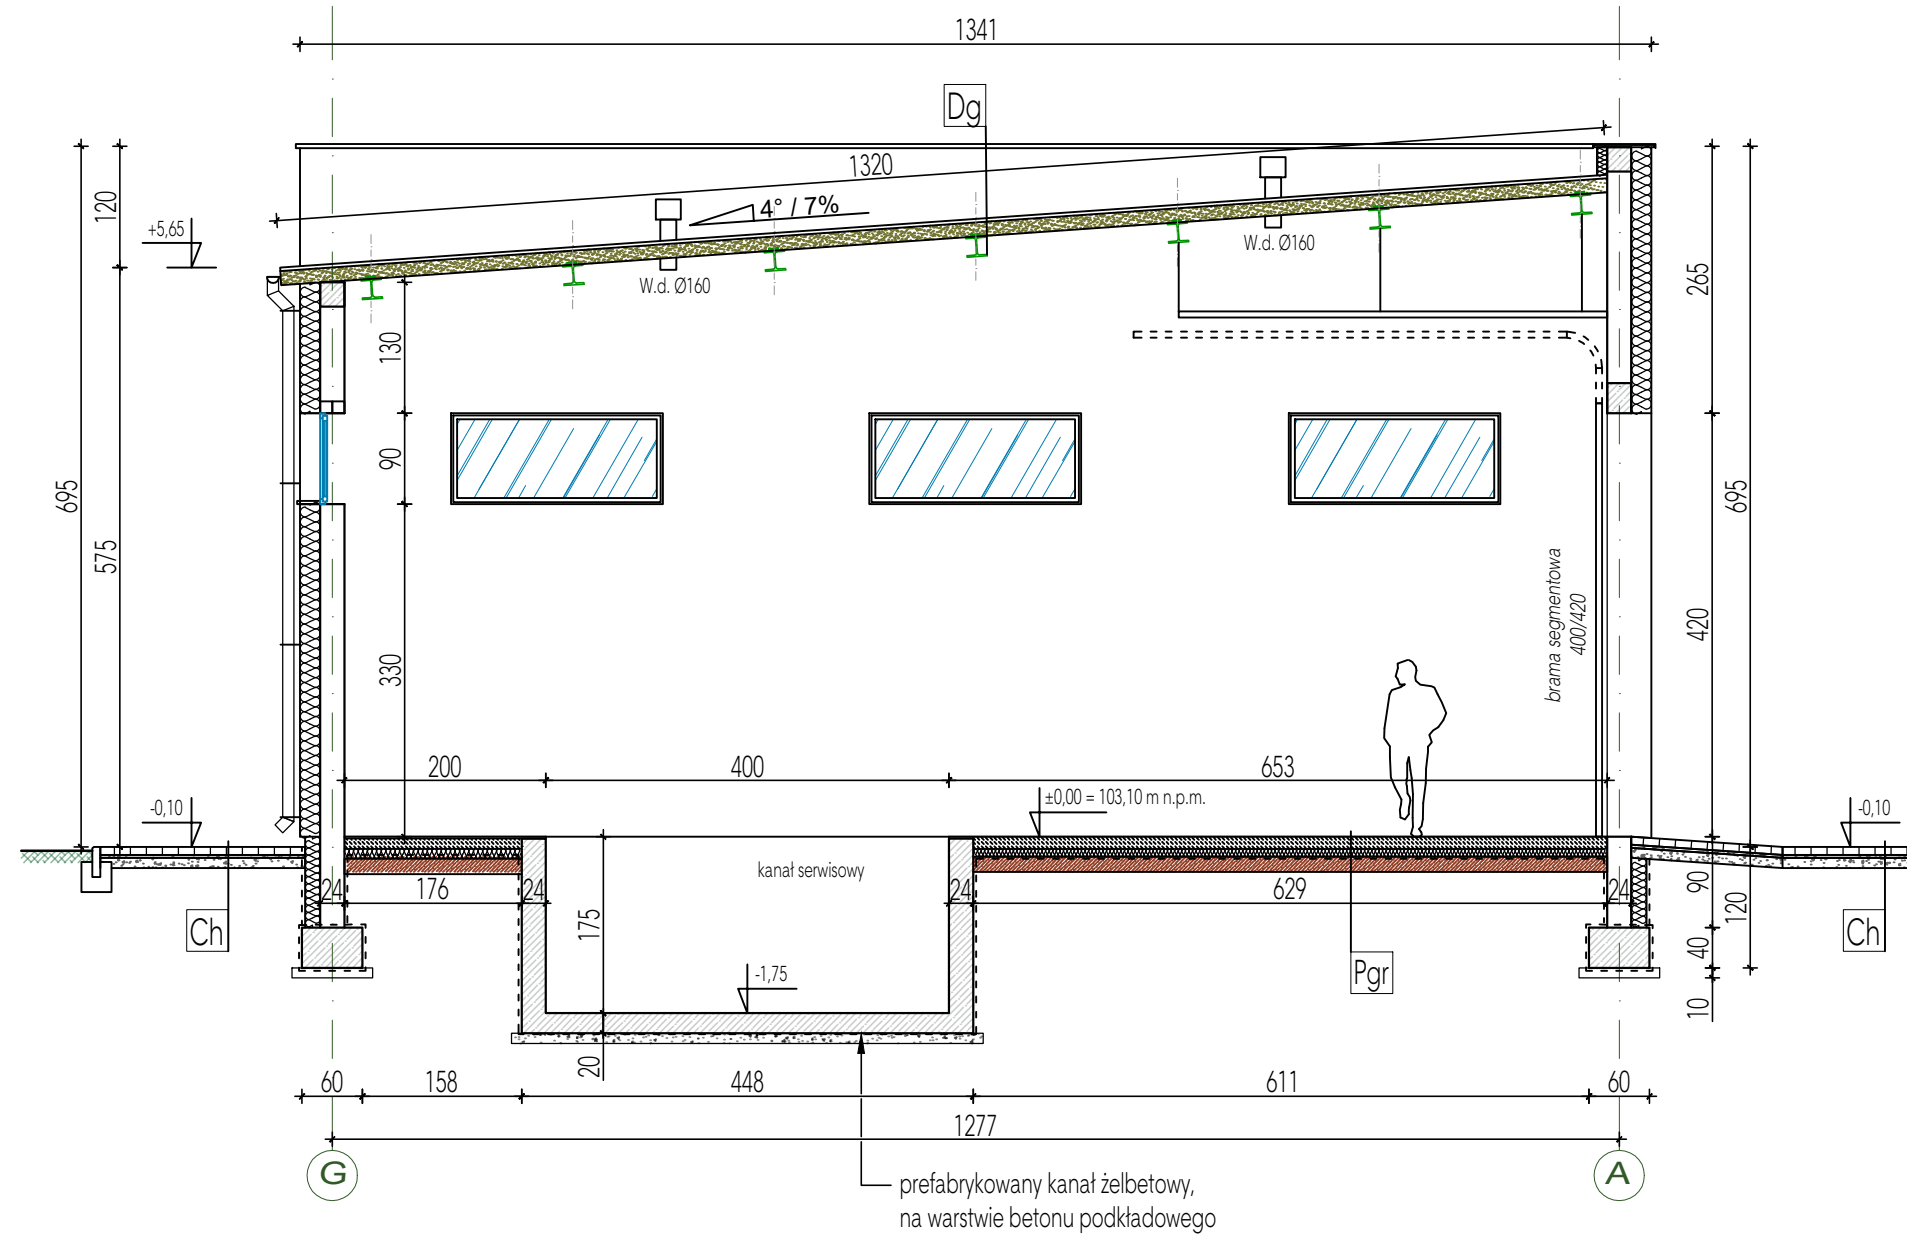 1341
Dg
1320
4° / 7%
120
+5,65
W.d. Ø160
W.d. Ø160
265
130
90
695
575
330
695
420
brama segmentowa
400/420
200
400
653
-0,10
±0,00 = 103,10 m n.p.m.
-0,10
kanał serwisowy
24
176
24
24
629
24
90
120
Ch
175
Ch
40
Pgr
-1,75
10
20
60
158
448
611
60
1277
G
A
prefabrykowany kanał żelbetowy,
na warstwie betonu podkładowego